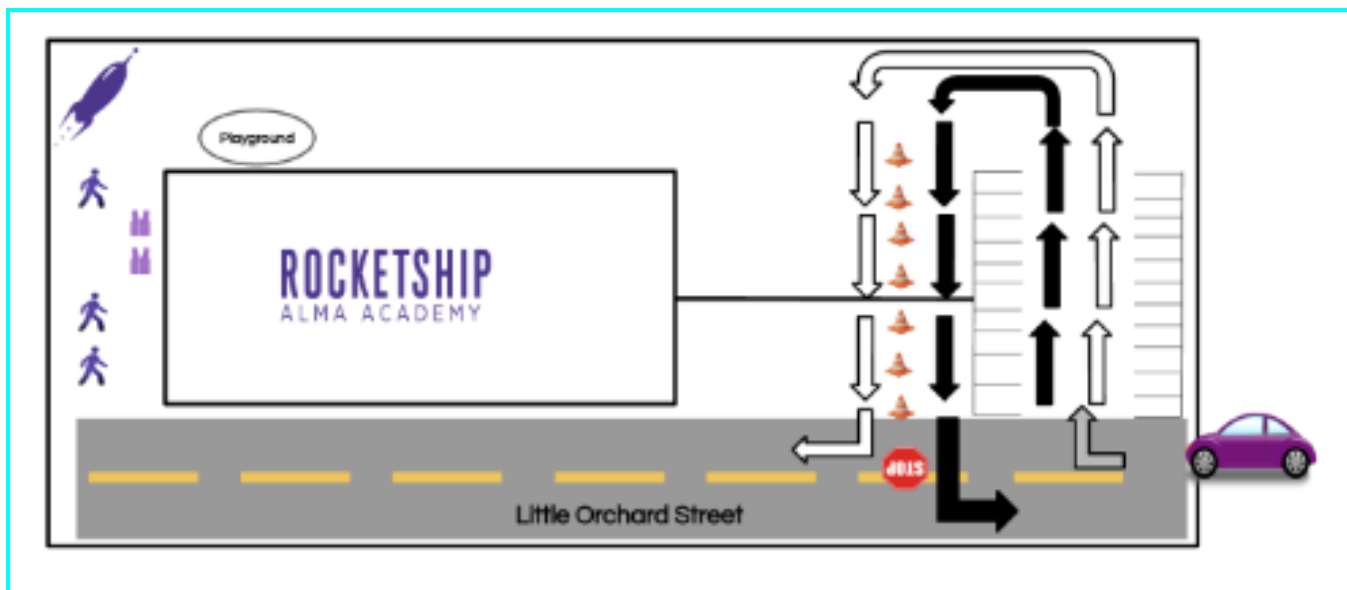 Playground
ROCKETSHIP
ALMA ACADEMY
STOP
Little Orchard Street